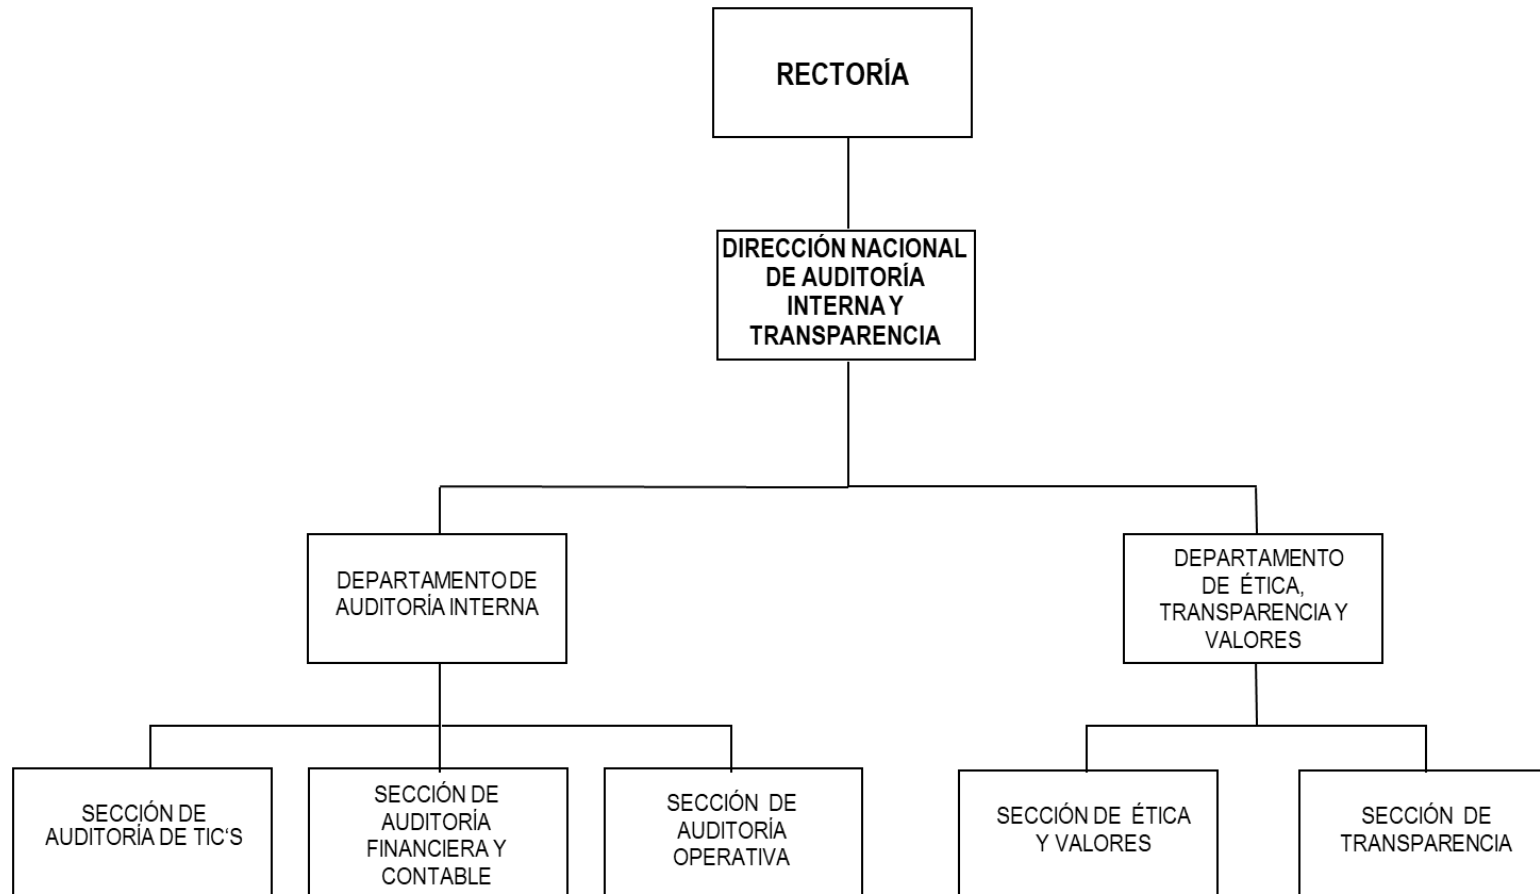 RECTORÍA
DIRECCIÓN NACIONAL
DE AUDITORÍA
INTERNA Y
TRANSPARENCIA
DEPARTAMENTO DE
AUDITORÍA INTERNA
DEPARTAMENTO
DE ÉTICA,
TRANSPARENCIA Y
VALORES
SECCIÓN DE
AUDITORÍA DE TIC‘S
SECCIÓN DE
AUDITORÍA
FINANCIERA Y
CONTABLE
SECCIÓN DE
AUDITORÍA
OPERATIVA
SECCIÓN DE ÉTICA
Y VALORES
SECCIÓN DE
TRANSPARENCIA